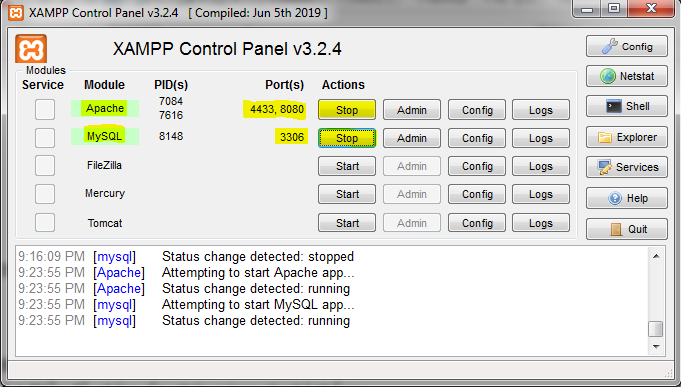 XAMPP Control Panel v3.2.4 [ Compiled: Jun 5th 2019 ]
XAMPP Control Panel v3.2.4
Config
Modules
Service Module PID(s) Port(s) Actions
Netstat
Apache 7084 7616 4433, 8080 Stop Admin Config Logs
Shell
MySQL 8148 3306 Stop Admin Config Logs
Explorer
FileZilla Start Admin Config Logs
Services
Mercury Start Admin Config Logs
Help
Tomcat Start Admin Config Logs
Quit
9:16:09 PM [mysql] Status change detected: stopped
9:23:55 PM [Apache] Attempting to start Apache app...
9:23:55 PM [Apache] Status change detected: running
9:23:55 PM [mysql] Attempting to start MySQL app...
9:23:55 PM [mysql] Status change detected: running